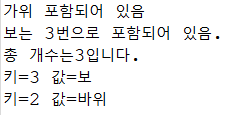 가위 포함되어 있음
보는 3번으로 포함되어 있음.
총 개수는3입니다.
키=3 값=보
키=2 값=바위